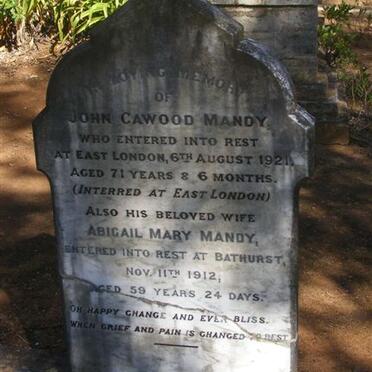 IN LOVING MEMORY
OF
JOHN CAWOOD MANDY,
WHO ENTERED INTO REST
AT EAST LONDON, 6TH AUGUST 1921.
AGED 71 YEARS & 6 MONTHS.
(INTERRED AT EAST LONDON)
ALSO HIS BELOVED WIFE
ABIGAIL MARY MANDY,
ENTERED INTO REST AT BATHURST,
NOV. 11TH 1912,
AGED 59 YEARS, 24 DAYS.
OH HAPPY CHANGE AND EVER BLISS.
WHEN GRIEF AND PAIN IS CHANGED TO REST